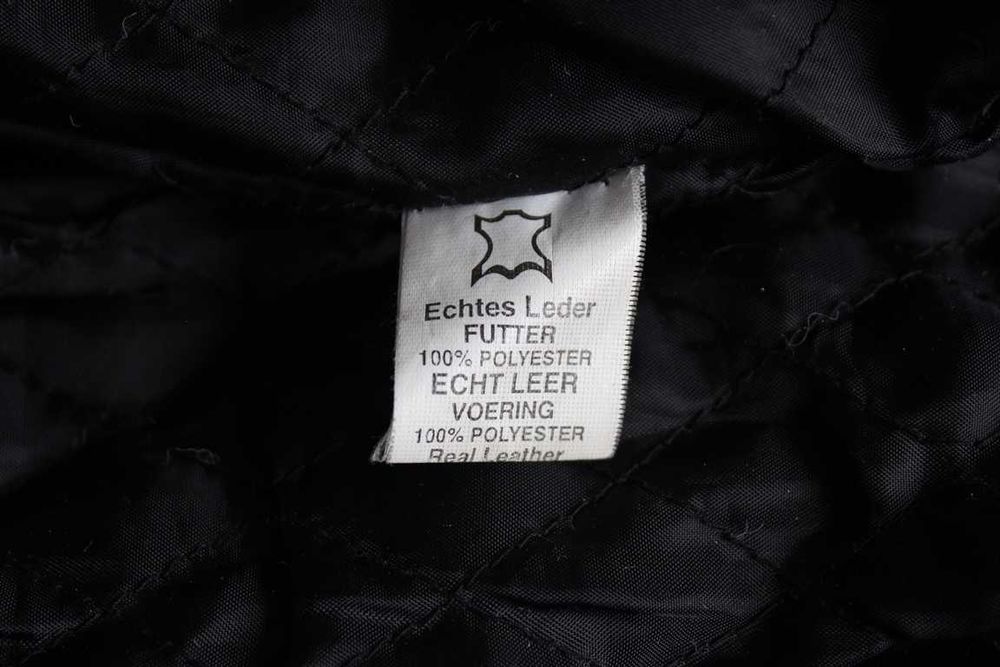 Echtes Leder
FUTTER
100% POLYESTER
ECHT LEER
VOERING
100% POLYESTER
Real Leather